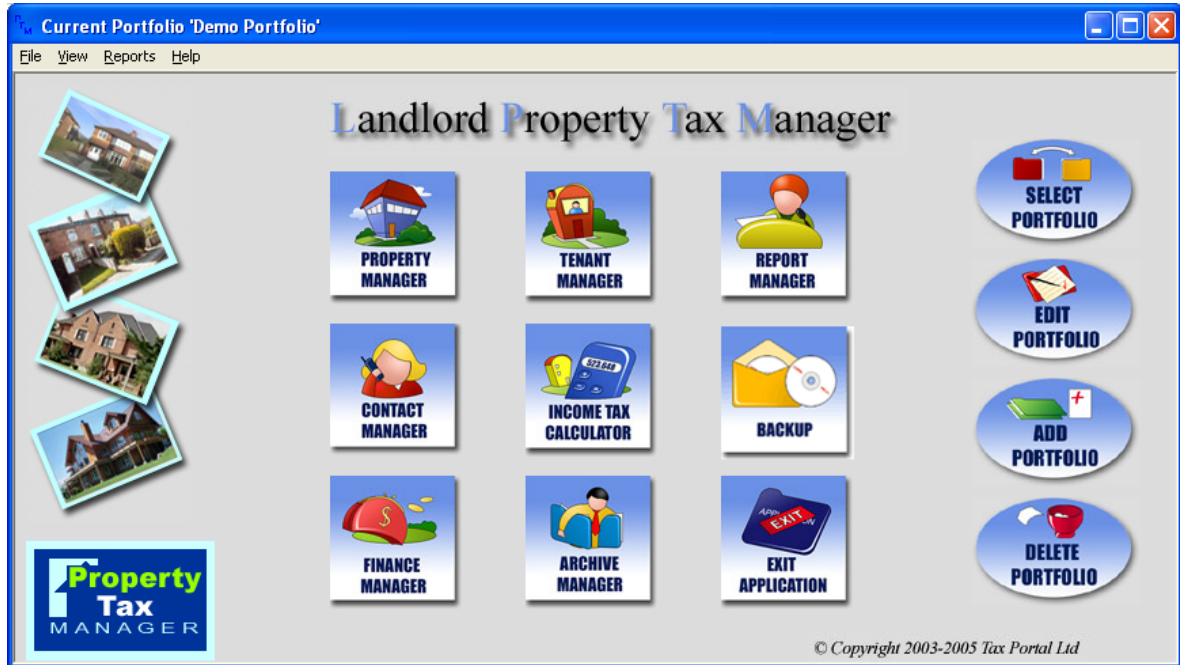 PTM Current Portfolio 'Demo Portfolio'
File View Reports Help
Landlord Property Tax Manager
PROPERTY
MANAGER
TENANT
MANAGER
REPORT
MANAGER
CONTACT
MANAGER
523.648
INCOME TAX
CALCULATOR
BACKUP
$
FINANCE
MANAGER
ARCHIVE
MANAGER
APPLICATION
EXIT
EXIT
APPLICATION
SELECT
PORTFOLIO
EDIT
PORTFOLIO
ADD
PORTFOLIO
DELETE
PORTFOLIO
Property
Tax
MANAGER
© Copyright 2003-2005 Tax Portal Ltd